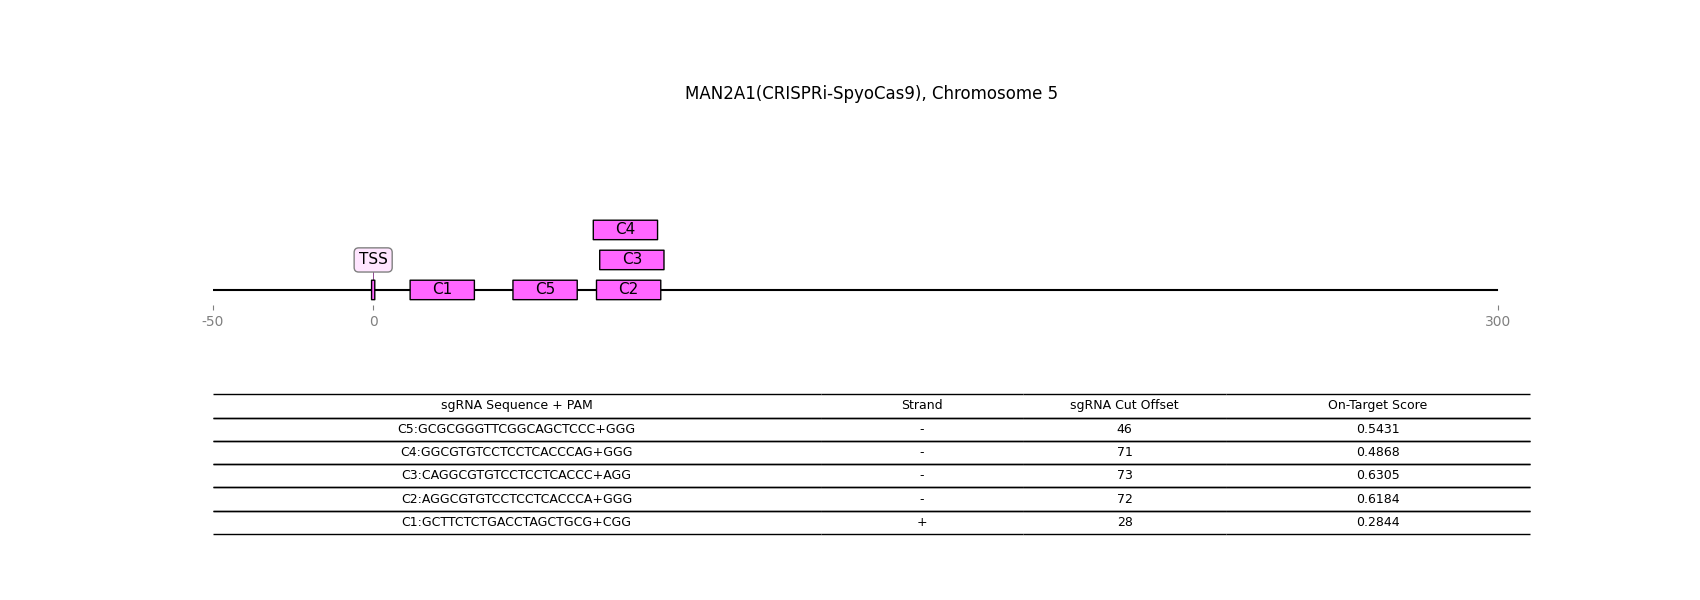 MAN2A1(CRISPRi-SpyoCas9), Chromosome 5
C4
TSS C3
C1 C5 C2
-50 0 300
sgRNA Sequence + PAM Strand sgRNA Cut Offset On-Target Score
C5:GCGCGGGTTCGGCAGCTCCC+GGG - 46 0.5431
C4:GGCGTGTCCTCCTCACCCAG+GGG - 71 0.4868
C3:CAGGCGTGTCCTCCTCACCC+AGG - 73 0.6305
C2:AGGCGTGTCCTCCTCACCCA+GGG - 72 0.6184
C1:GCTTCTCTGACCTAGCTGCG+CGG + 28 0.2844